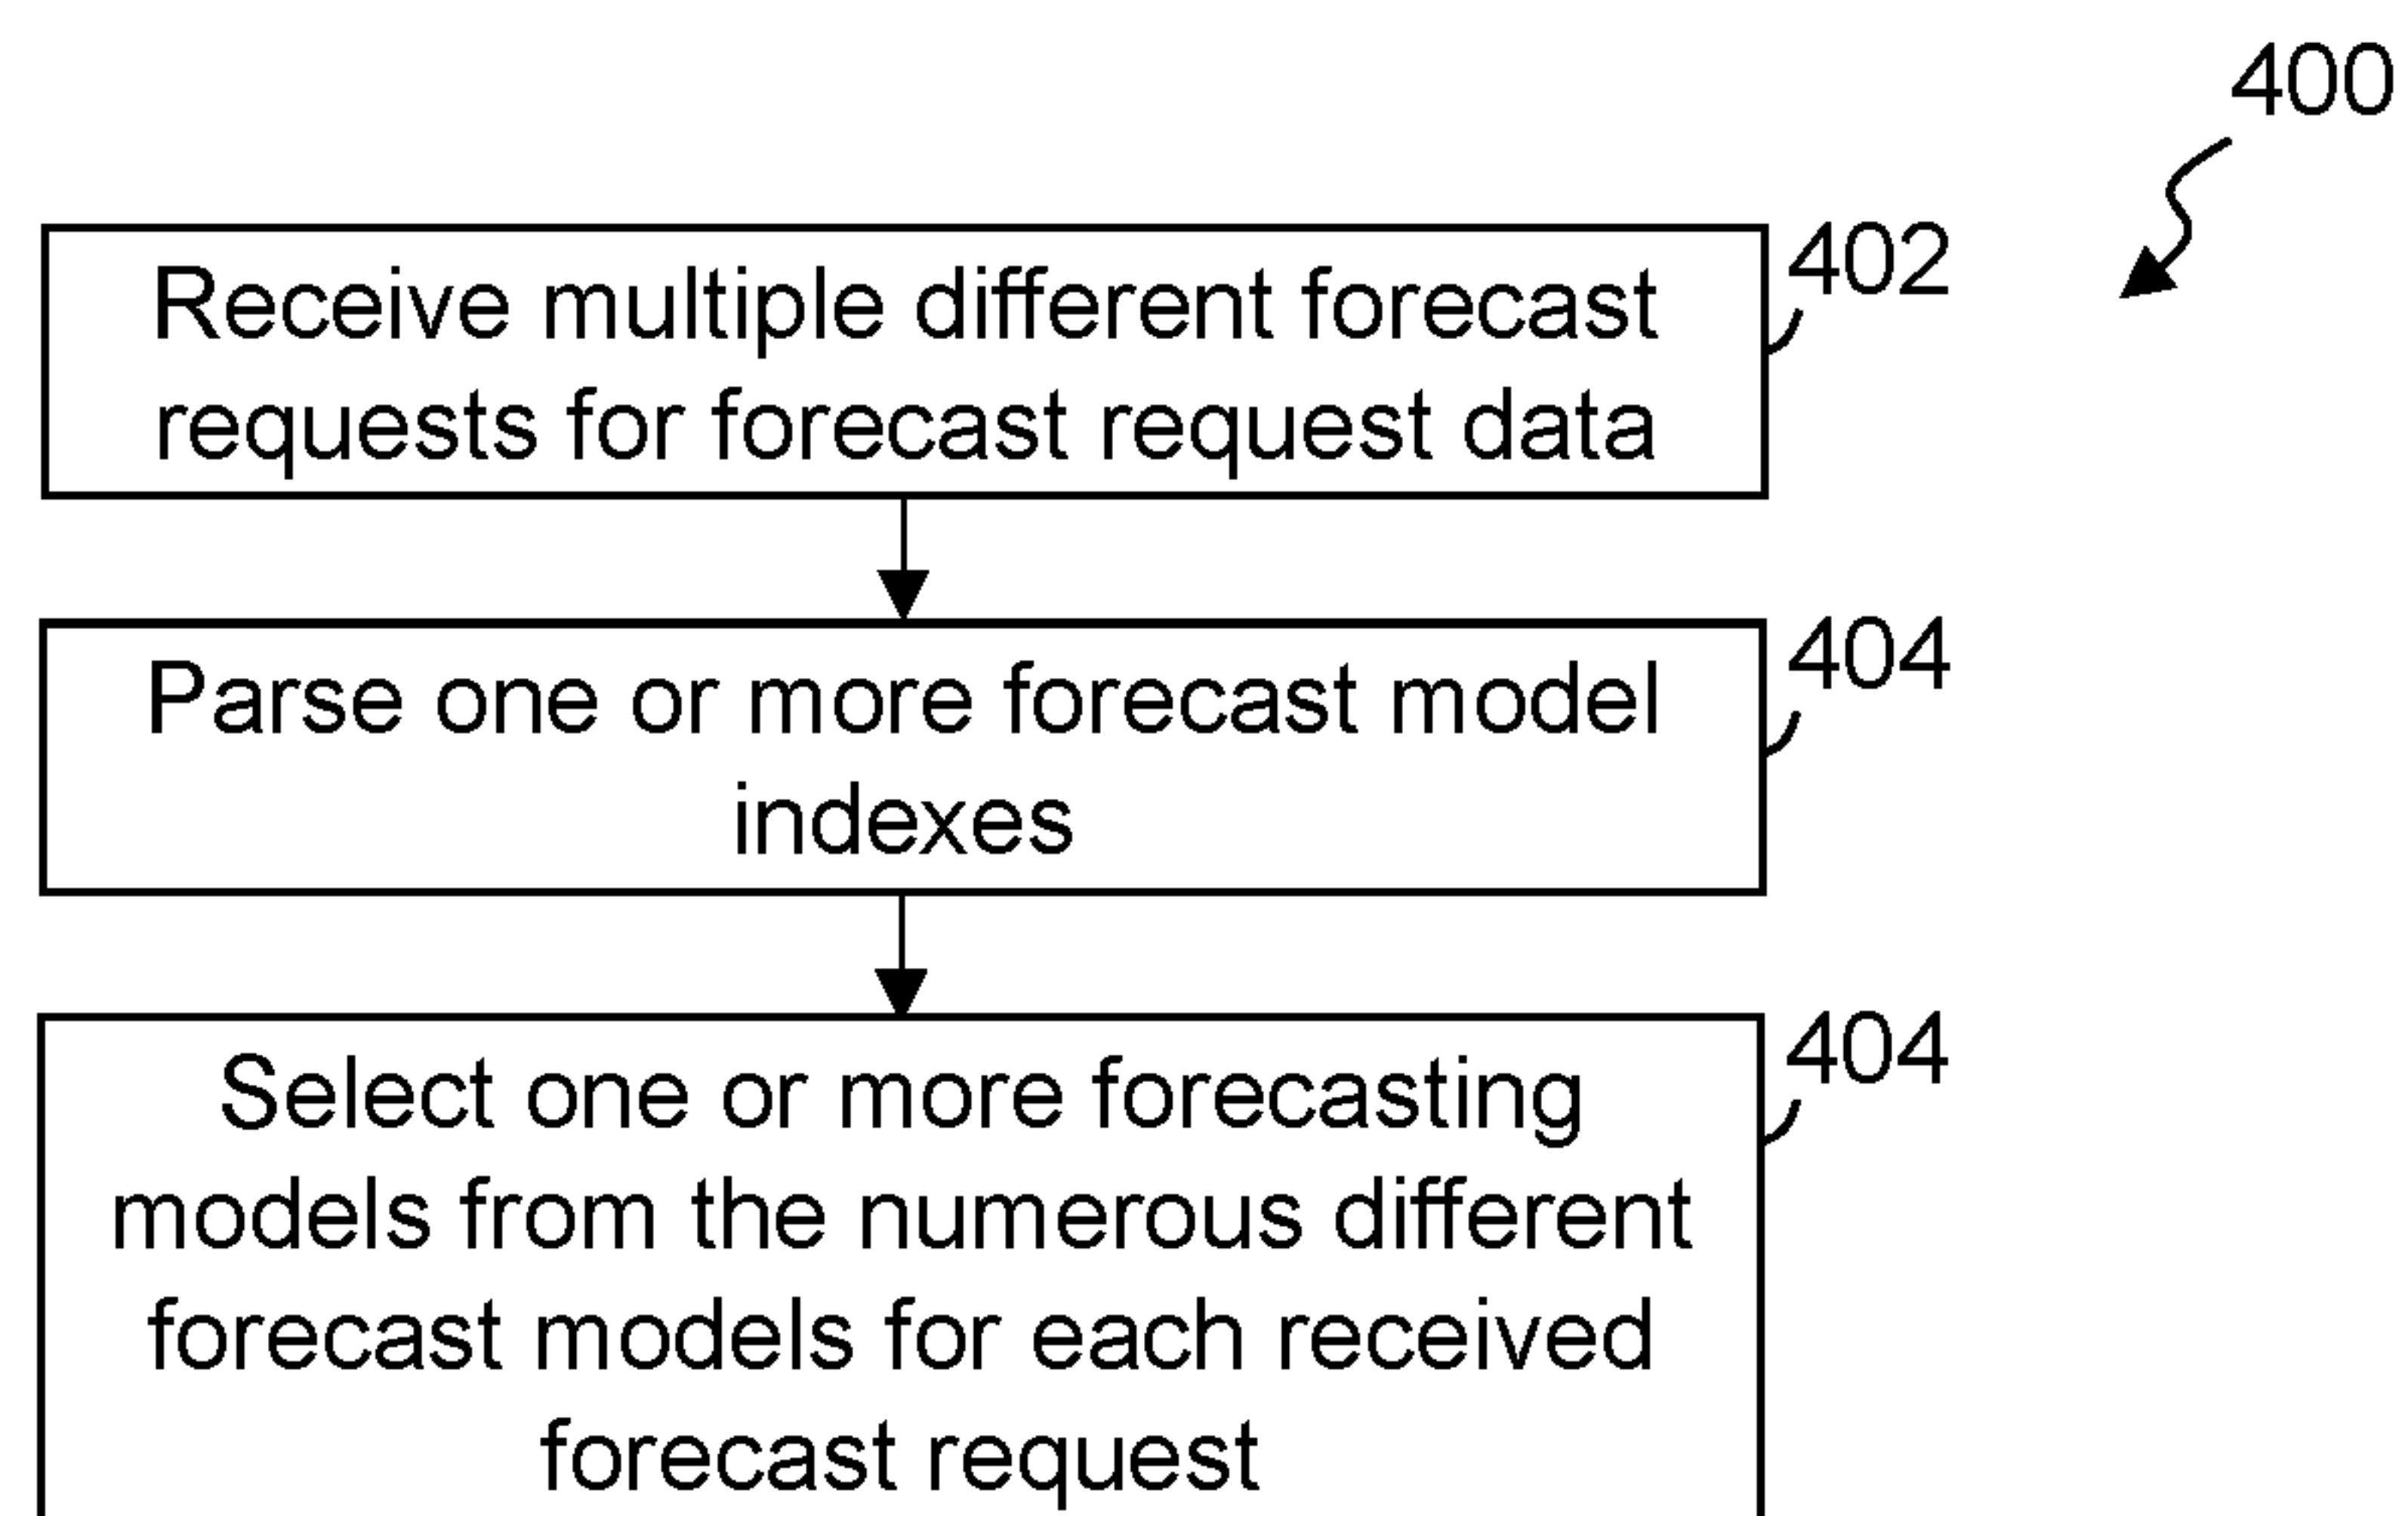 400
402
Receive multiple different forecast
requests for forecast request data
404
Parse one or more forecast model
indexes
404
Select one or more forecasting
models from the numerous different
forecast models for each received
forecast request